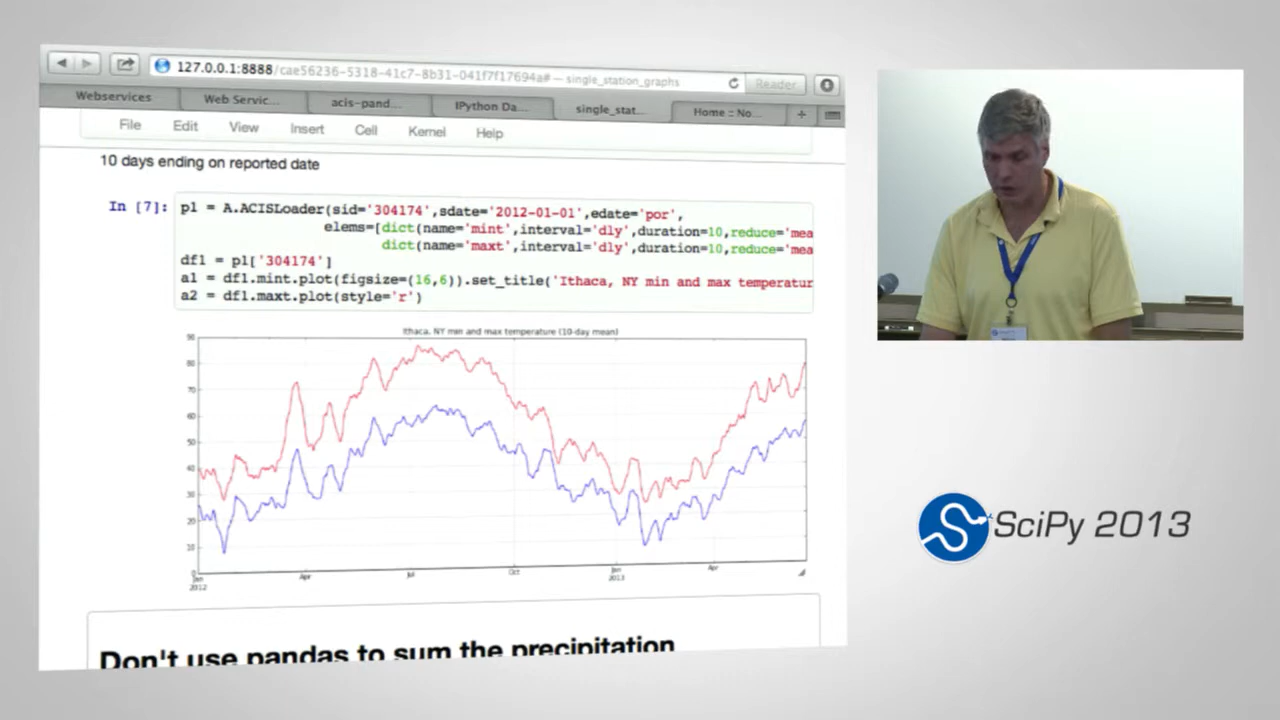 127.0.0.1:8888/cae56236-5318-41c7-8b31-041f7f17694a# — single_station_graphs
Reader
Webservices
Web Servic...
acis-pand...
IPython Da...
single_stat...
Home :: No...
+
File Edit View Insert Cell Kernel Help
10 days ending on reported date
In [7]:
p1 = A.ACISLoader(sid='304174',sdate='2012-01-01',edate='por',
elems=[dict(name='mint',interval='dly',duration=10,reduce='mea
dict(name='maxt',interval='dly',duration=10,reduce='mea
df1 = p1['304174']
a1 = df1.mint.plot(figsize=(16,6)).set_title('Ithaca, NY min and max temperatur
a2 = df1.maxt.plot(style='r')
Ithaca, NY min and max temperature (10-day mean)
90
80
70
60
50
40
30
20
10
0
Jan
2012
Apr
Jul
Oct
Jan
2013
Apr
Don't use pandas to sum the precipitation
SciPy 2013